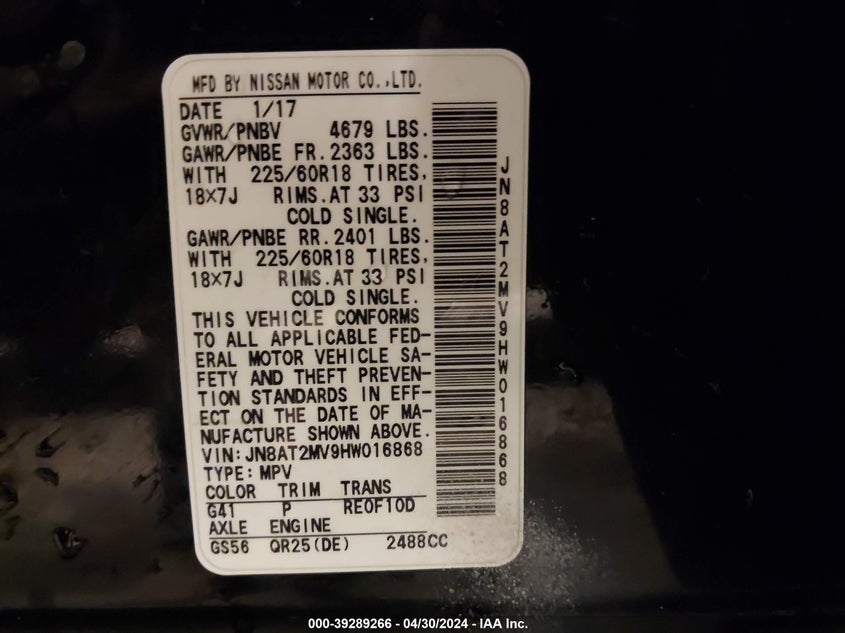 MFD BY NISSAN MOTOR CO.,LTD.
DATE 1/17
GVWR/PNBV 4679 LBS.
GAWR/PNBE FR. 2363 LBS.
WITH 225/60R18 TIRES,
18×7J RIMS. AT 33 PSI
COLD SINGLE.
GAWR/PNBE RR. 2401 LBS.
WITH 225/60R18 TIRES,
18×7J RIMS. AT 33 PSI
COLD SINGLE.
THIS VEHICLE CONFORMS
TO ALL APPLICABLE FED-
ERAL MOTOR VEHICLE SA-
FETY AND THEFT PREVEN-
TION STANDARDS IN EFF-
ECT ON THE DATE OF MA-
NUFACTURE SHOWN ABOVE.
VIN: JN8AT2MV9HW016868
TYPE: MPV
COLOR TRIM TRANS
G41 P RE0F10D
AXLE ENGINE
GS56 QR25(DE) 2488CC
JN8AT2MV9HW016868
000-39289266 - 04/30/2024 - IAA Inc.